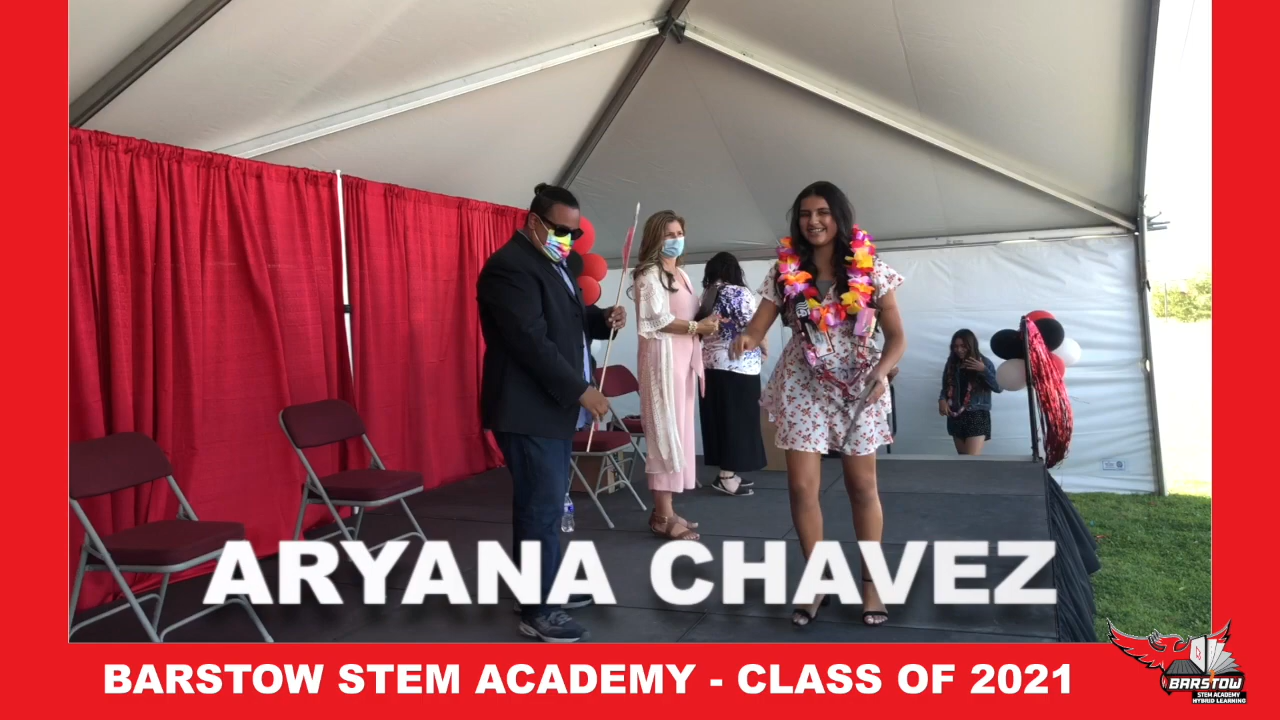 ARYANA CHAVEZ
BARSTOW STEM ACADEMY - CLASS OF 2021
BARSTOW
STEM ACADEMY
HYBRID LEARNING